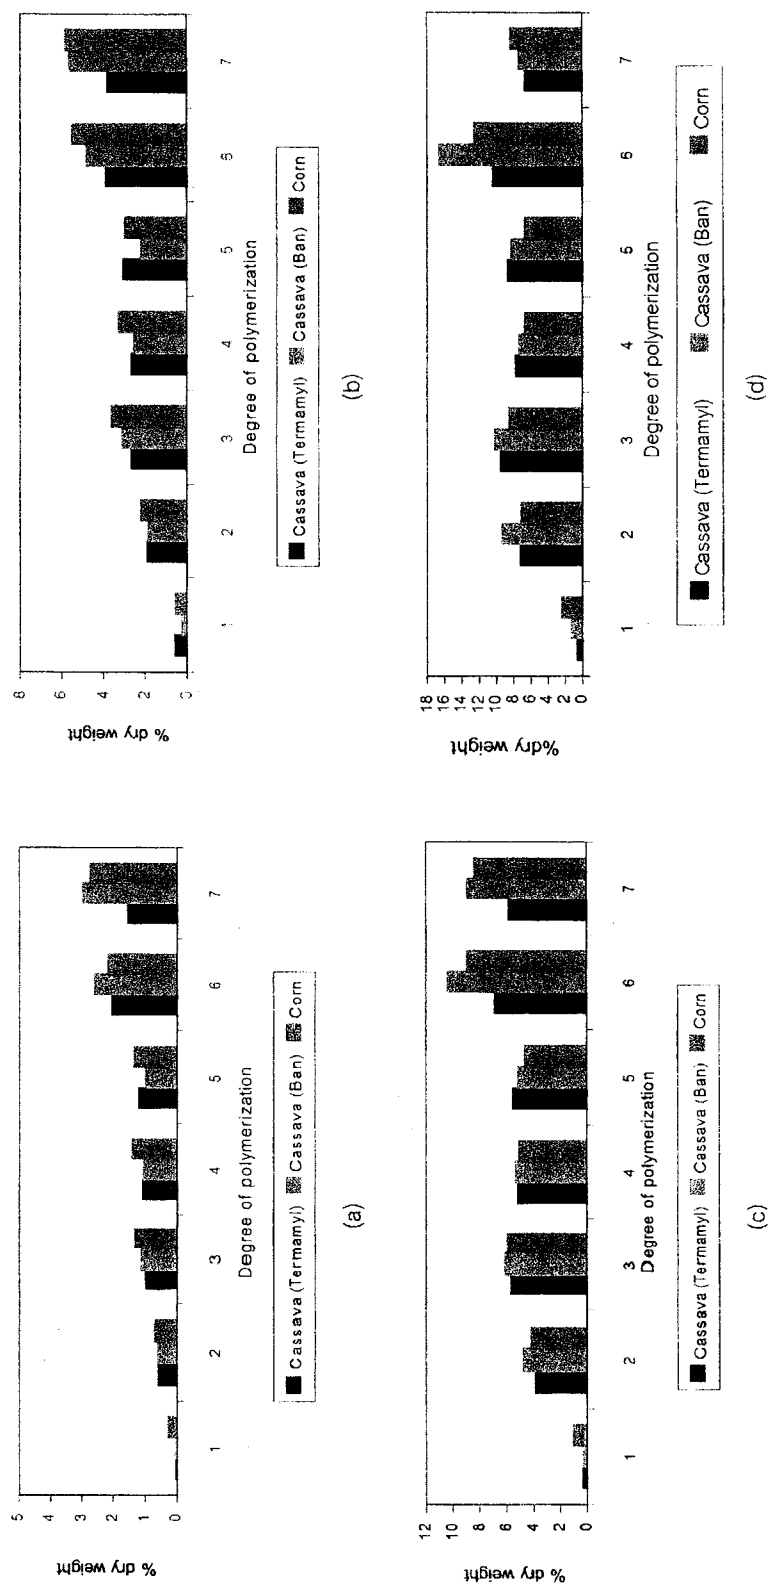 % dry weight
5
4
3
2
1
0
1 2 3 4 5 6 7
Degree of polymerization
Cassava (Termamyl) Cassava (Ban) Corn
(a)
% dry weight
8
6
4
2
0
1 2 3 4 5 6 7
Degree of polymerization
Cassava (Termamyl) Cassava (Ban) Corn
(b)
% dry weight
12
10
8
6
4
2
0
1 2 3 4 5 6 7
Degree of polymerization
Cassava (Termamyl) Cassava (Ban) Corn
(c)
%dry weight
18
16
14
12
10
8
6
4
2
0
1 2 3 4 5 6 7
Degree of polymerization
Cassava (Termamyl) Cassava (Ban) Corn
(d)